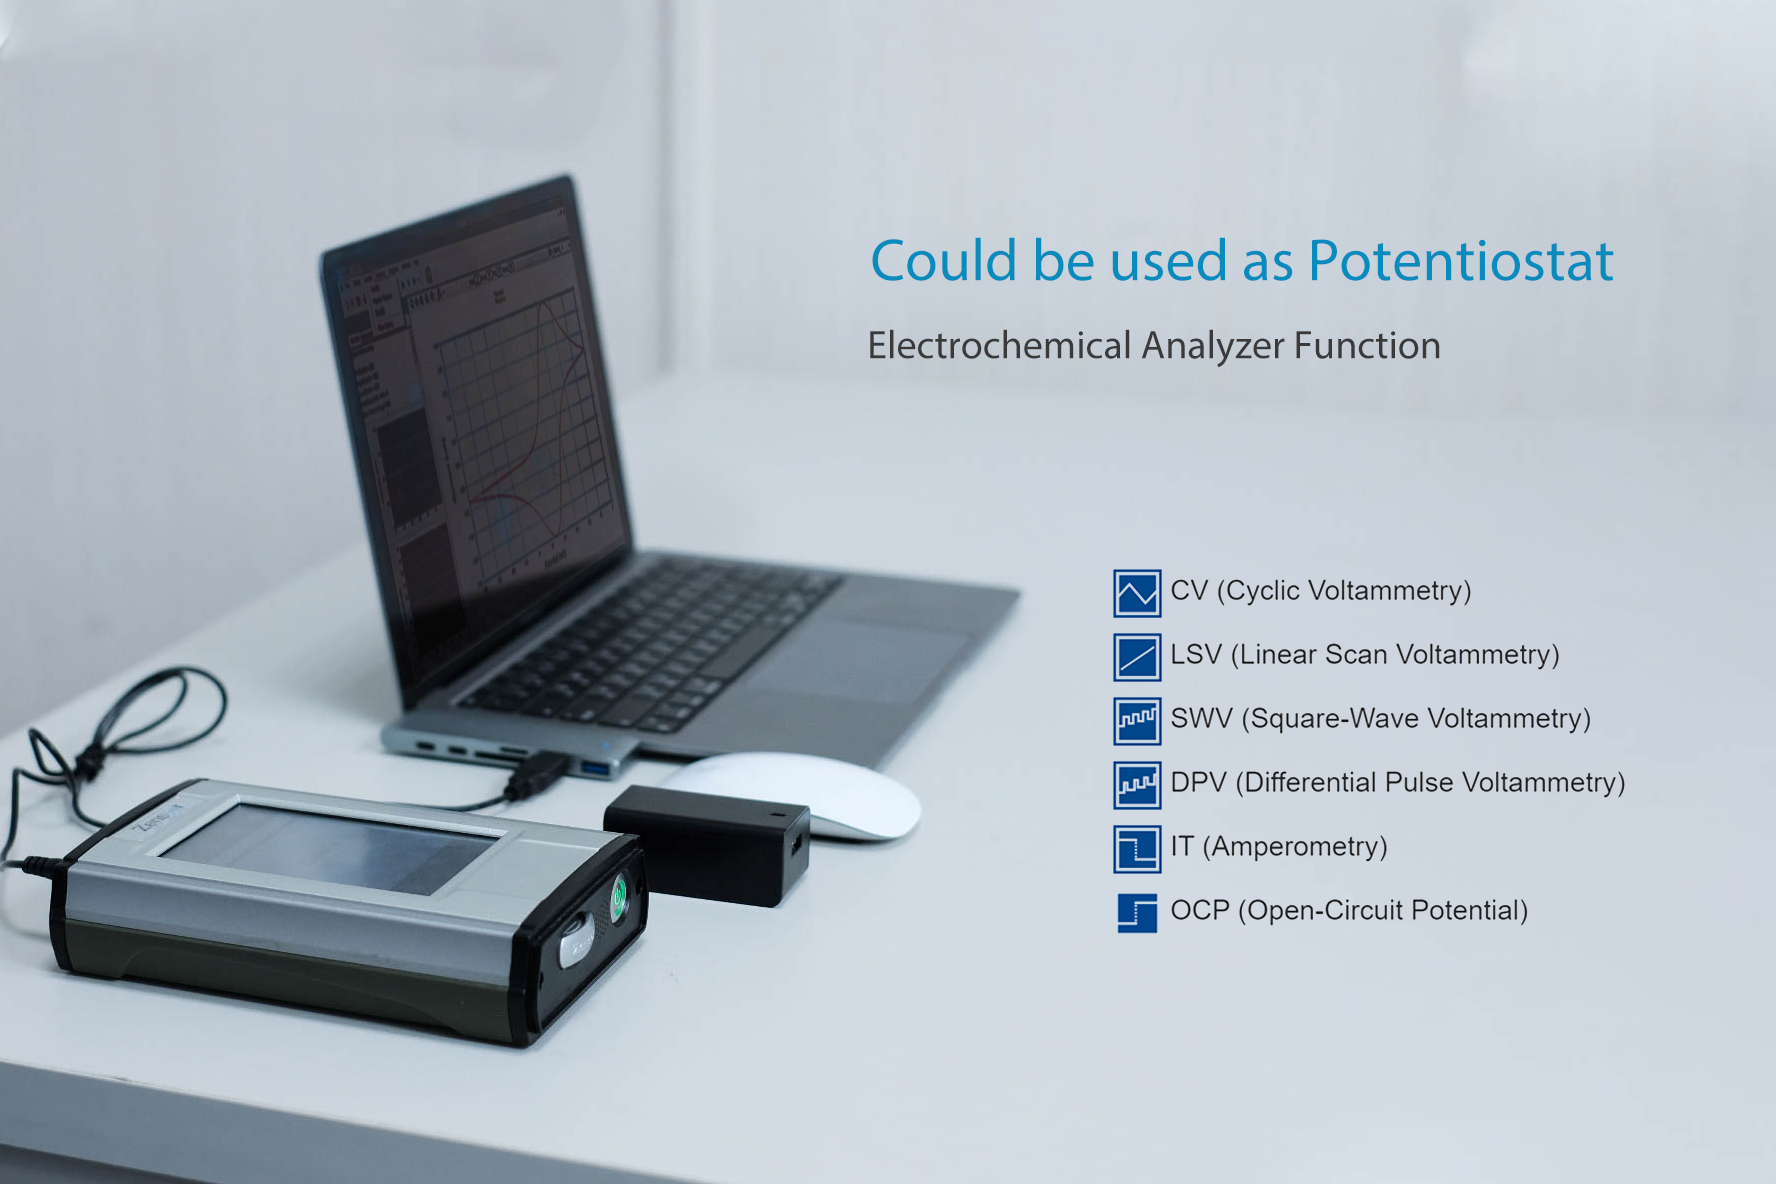 Could be used as Potentiostat
Electrochemical Analyzer Function
CV (Cyclic Voltammetry)
LSV (Linear Scan Voltammetry)
SWV (Square-Wave Voltammetry)
DPV (Differential Pulse Voltammetry)
IT (Amperometry)
OCP (Open-Circuit Potential)